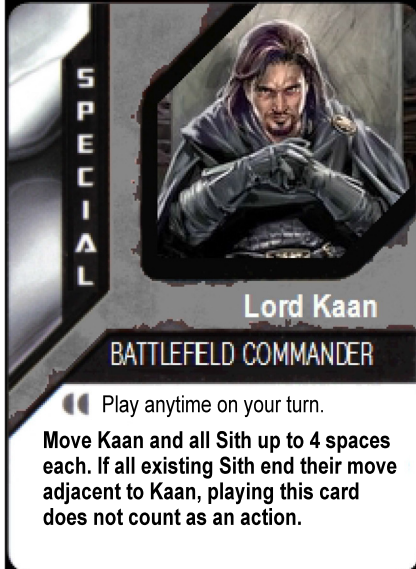 SPECIAL
Lord Kaan
BATTLEFIELD COMMANDER
Play anytime on your turn.
Move Kaan and all Sith up to 4 spaces
each. If all existing Sith end their move
adjacent to Kaan, playing this card
does not count as an action.